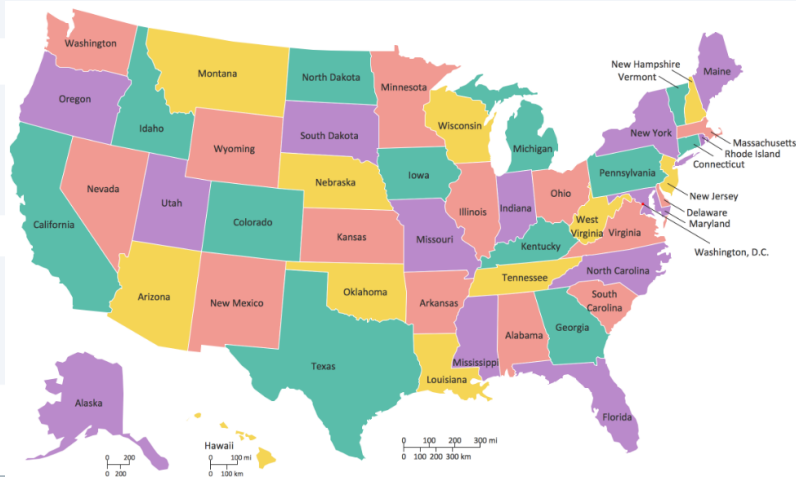 Washington
Oregon
California
Nevada
Idaho
Montana
Wyoming
Utah
Arizona
Colorado
New Mexico
North Dakota
South Dakota
Nebraska
Kansas
Oklahoma
Texas
Minnesota
Iowa
Missouri
Arkansas
Louisiana
Wisconsin
Illinois
Michigan
Indiana
Ohio
Kentucky
Tennessee
Mississippi
Alabama
Georgia
Florida
South
Carolina
North Carolina
Virginia
West
Virginia
Pennsylvania
New York
New Hampshire
Vermont
Maine
Massachusetts
Rhode Island
Connecticut
New Jersey
Delaware
Maryland
Washington, D.C.
Alaska
0 200
0 200
Hawaii
0 100 mi
0 100 km
0 100 200 300 mi
0 100 200 300 km